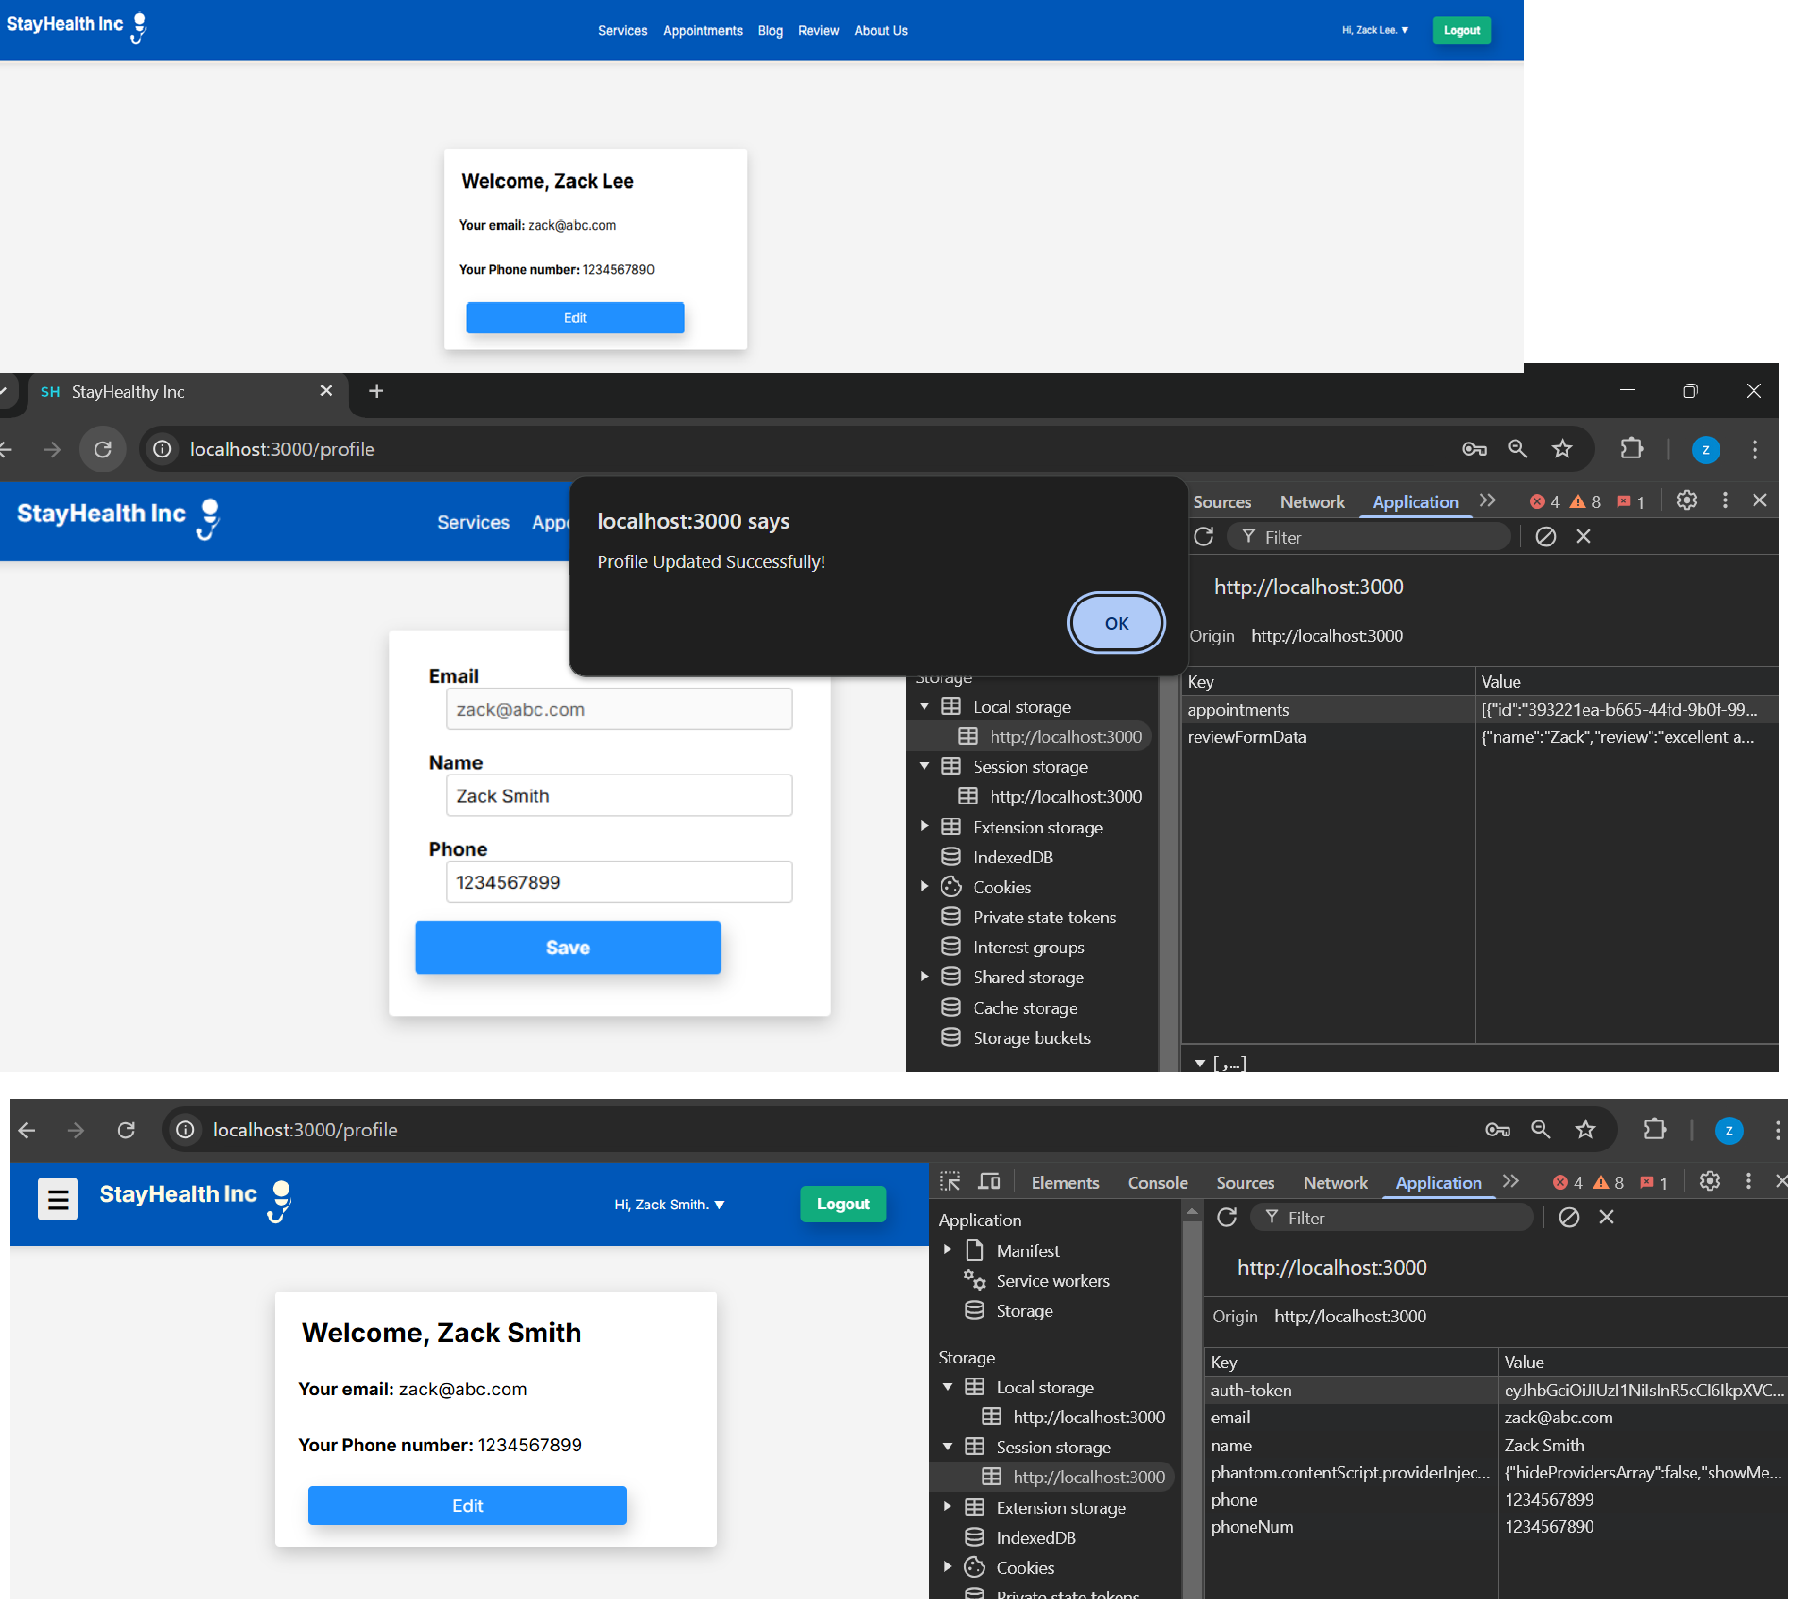 StayHealth Inc
Services Appointments Blog Review About Us
Hi, Zack Lee. ▼ Logout
Welcome, Zack Lee
Your email: zack@abc.com
Your Phone number: 1234567890
Edit
SH StayHealthy Inc
localhost:3000/profile
z
StayHealth Inc
Services Appo
localhost:3000 says
Profile Updated Successfully!
OK
Email
zack@abc.com
Name
Zack Smith
Phone
1234567899
Save
Sources Network Application 4 8 1
Filter
http://localhost:3000
Origin http://localhost:3000
Storage
Local storage
http://localhost:3000
Session storage
http://localhost:3000
Extension storage
IndexedDB
Cookies
Private state tokens
Interest groups
Shared storage
Cache storage
Storage buckets
Key Value
appointments [{"id":"393221ea-b665-44fd-9b0f-99...
reviewFormData {"name":"Zack","review":"excellent a...
▼ [,…]
localhost:3000/profile
z
StayHealth Inc
Hi, Zack Smith. ▼ Logout
Welcome, Zack Smith
Your email: zack@abc.com
Your Phone number: 1234567899
Edit
Elements Console Sources Network Application 4 8 1
Application
Manifest
Service workers
Storage
Storage
Local storage
http://localhost:3000
Session storage
http://localhost:3000
Extension storage
IndexedDB
Cookies
Private state tokens
Filter
http://localhost:3000
Origin http://localhost:3000
Key Value
auth-token
email zack@abc.com
name Zack Smith
phantom.contentScript.providerInjec... {"hideProvidersArray":false,"showMe...
phone 1234567899
phoneNum 1234567890